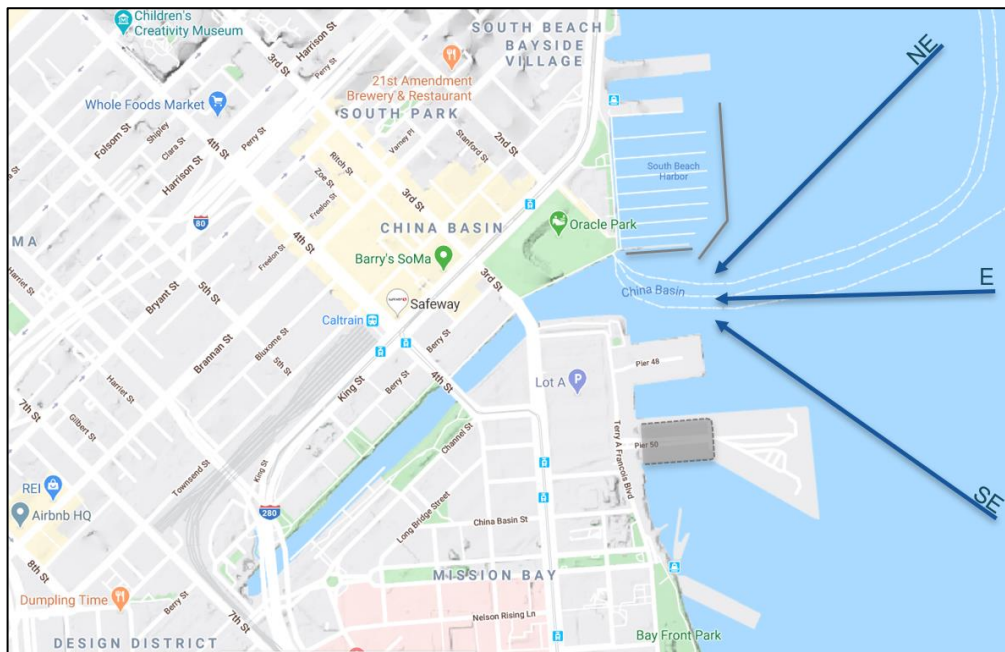 Children's
Creativity Museum
Harrison St
3rd St
Perry St
SOUTH BEACH
BAYSIDE
VILLAGE
NE
21st Amendment
Brewery & Restaurant
Whole Foods Market
SOUTH PARK
Folsom St
Shipley
Clara St
4th St
Perry St
Harrison St
Varney Pl
Stanford St
2nd St
Ritch St
Zoe St
Freelon St
South Beach
Harbor
3rd St
80
4th St
CHINA BASIN
Oracle Park
MA
Harriet St
Freelon St
Barry's SoMa
3rd St
E
China Basin
Bryant St
5th St
Safeway
Caltrain
Bluxome St
Brannan St
5th St
Berry St
King St
Berry St
4th St
Pier 48
Lot A
Harriet St
7th St
Gilbert St
Channel St
Terry A Francois Blvd
Pier 50
Townsend St
King St
REI
Airbnb HQ
280
Long Bridge Street
China Basin St
SE
8th St
MISSION BAY
Dumpling Time
Berry St
7th St
Nelson Rising Ln
Bay Front Park
DESIGN DISTRICT